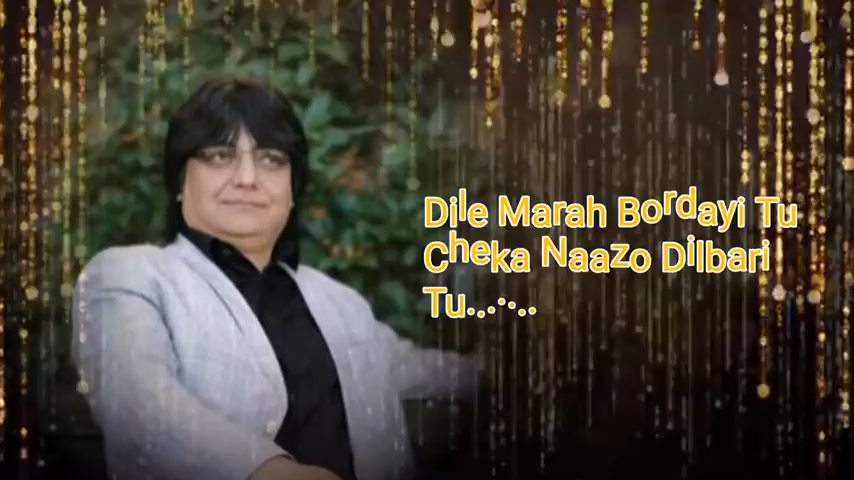 Dile Marah Bordayi Tu
Cheka Naazo Dilbari
Tu......